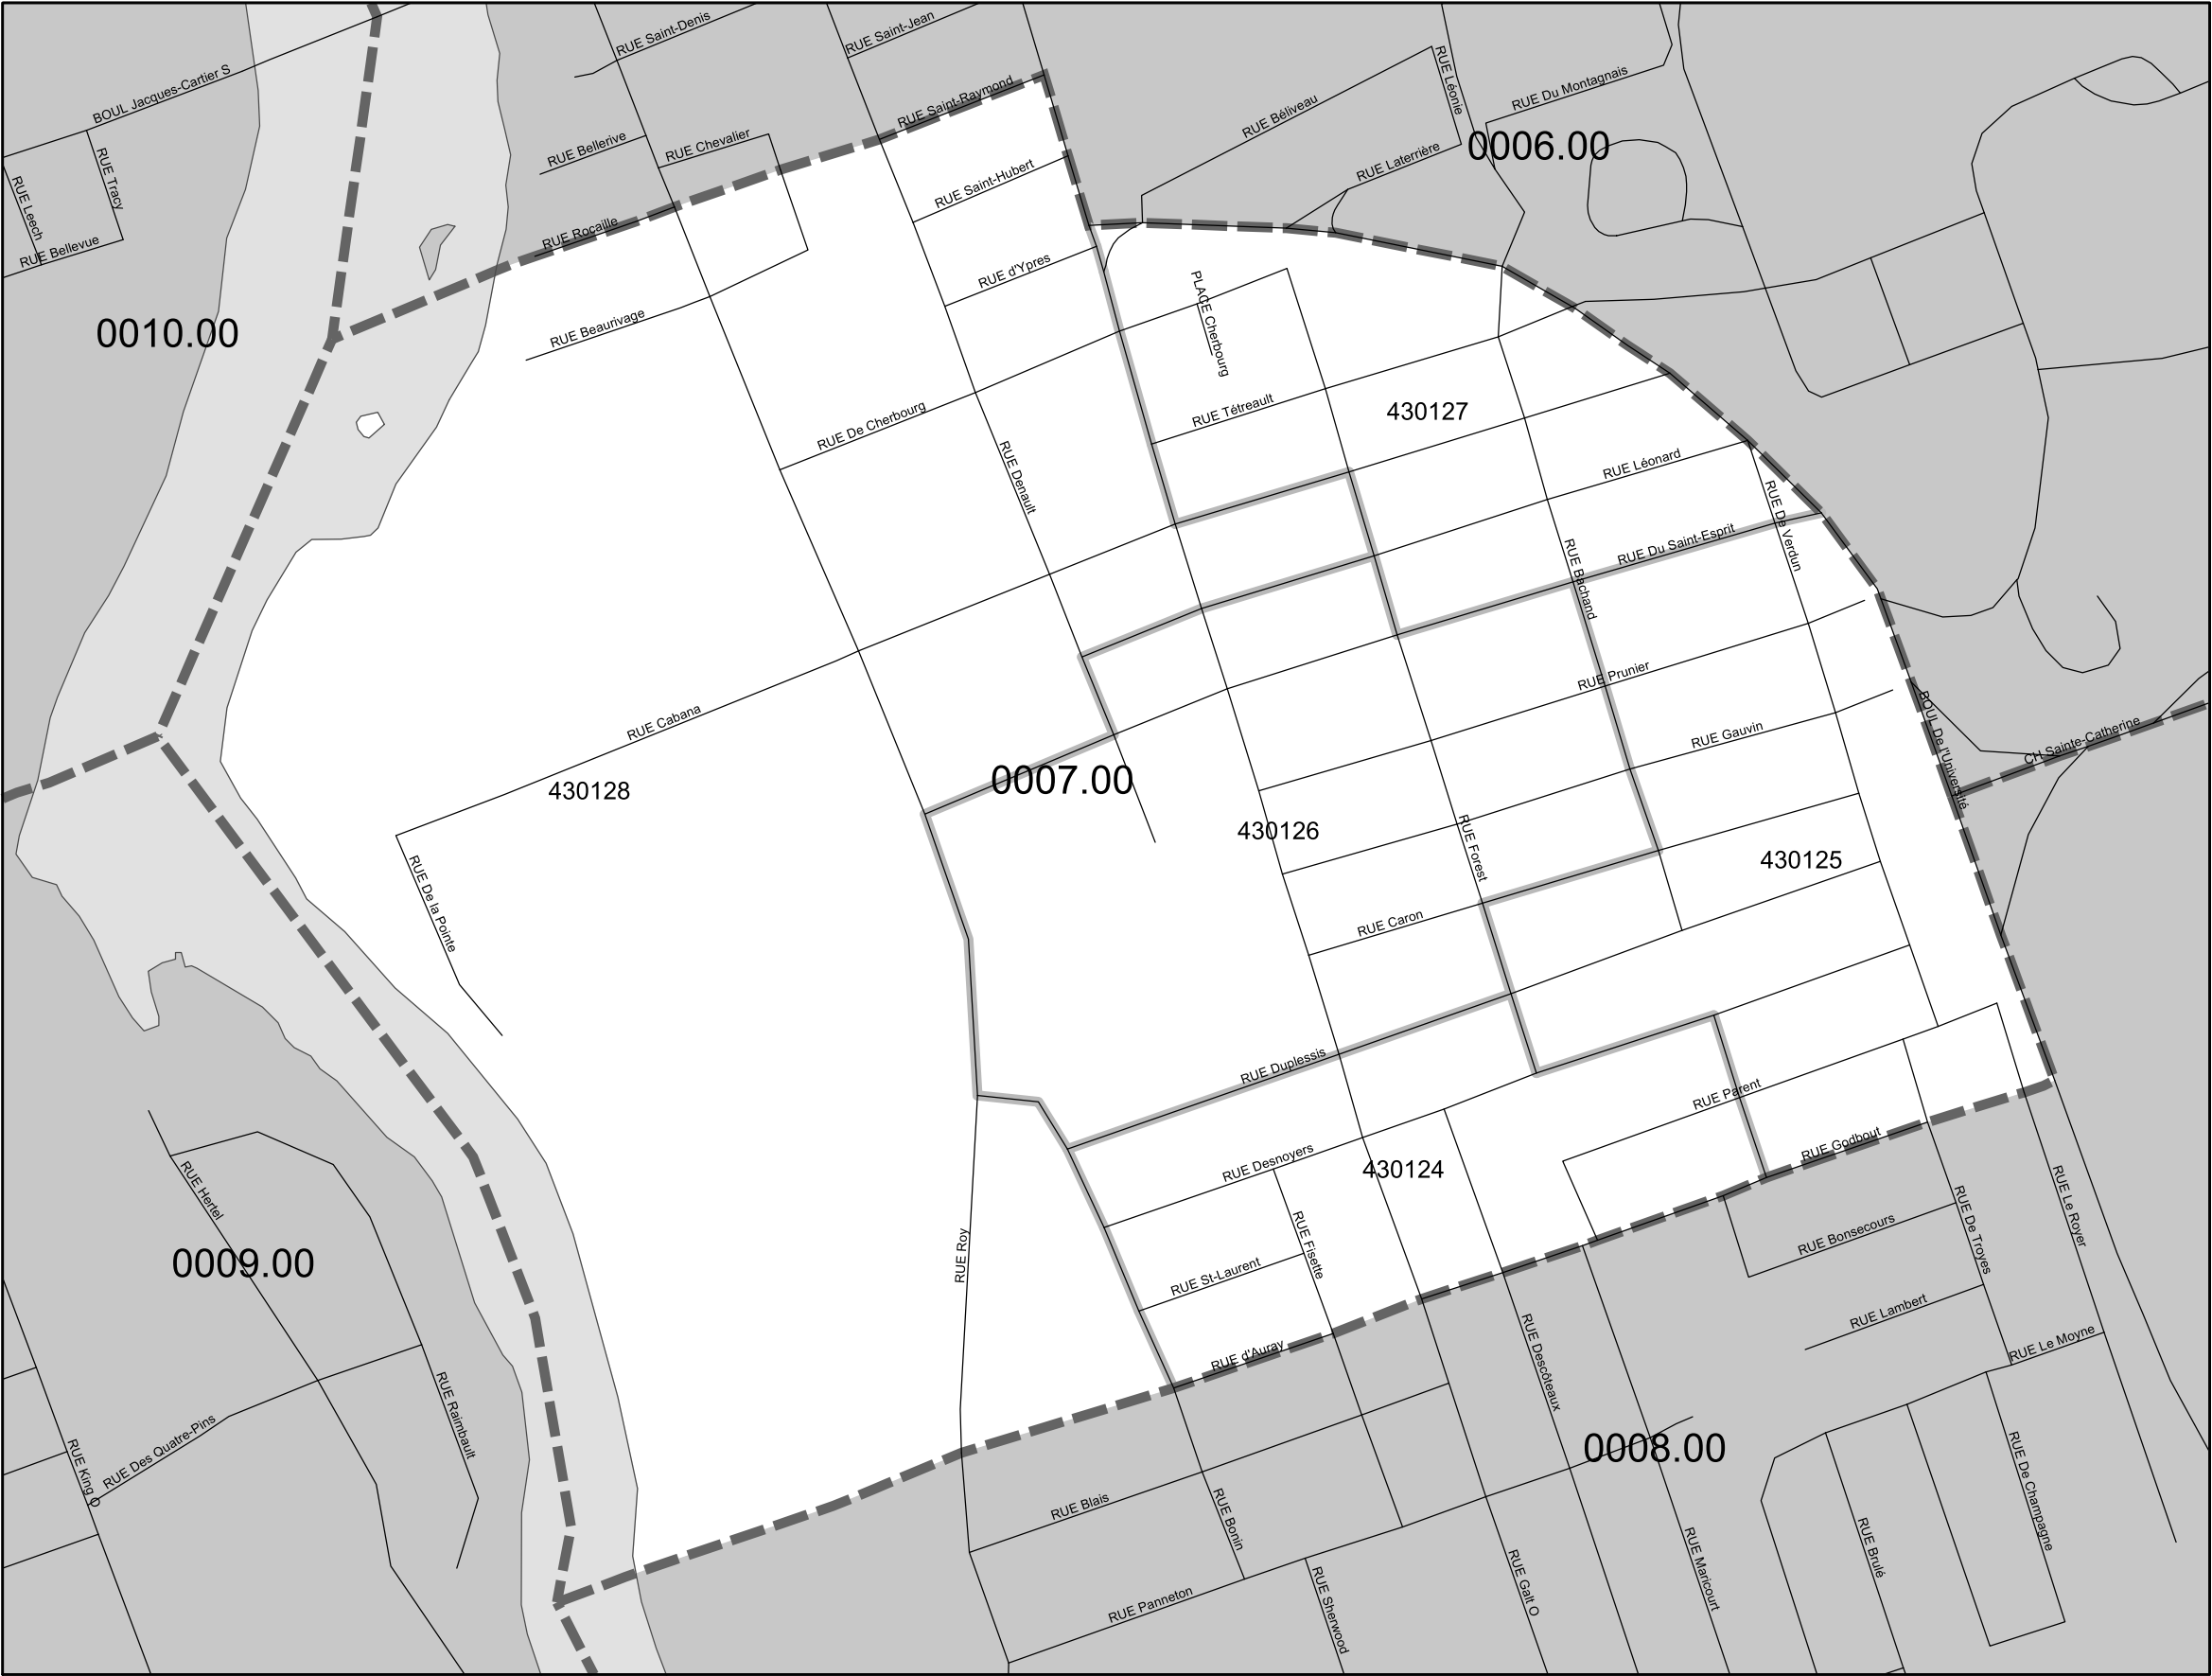 RUE Saint-Denis
RUE Saint-Jean
BOUL Jacques-Cartier S
RUE Léonie
RUE Du Montagnais
RUE Saint-Raymond
RUE Béliveau
0006.00
RUE Bellerive
RUE Chevalier
RUE Tracy
RUE Laterrière
RUE Leech
RUE Saint-Hubert
RUE Bellevue
RUE Rocaille
RUE d'Ypres
PLACE Cherbourg
0010.00
RUE Beaurivage
RUE De Cherbourg
RUE Tétreault
430127
RUE Denault
RUE Léonard
RUE De Verdun
RUE Du Saint-Esprit
RUE Bachand
RUE Prunier
RUE Cabana
RUE Gauvin
BOUL De l'Université
CH Sainte-Catherine
0007.00
430128
430126
RUE Forest
430125
RUE De la Pointe
RUE Caron
RUE Duplessis
RUE Parent
RUE Desnoyers
430124
RUE Godbout
RUE Hertel
RUE Le Royer
RUE De Troyes
RUE Bonsecours
RUE Roy
RUE Fisette
RUE St-Laurent
0009.00
RUE Lambert
RUE d'Auray
RUE Descôteaux
RUE Le Moyne
RUE Raimbault
RUE Des Quatre-Pins
RUE King O
0008.00
RUE De Champagne
RUE Blais
RUE Bonin
RUE Brulé
RUE Maricourt
RUE Galt O
RUE Panneton
RUE Sherwood